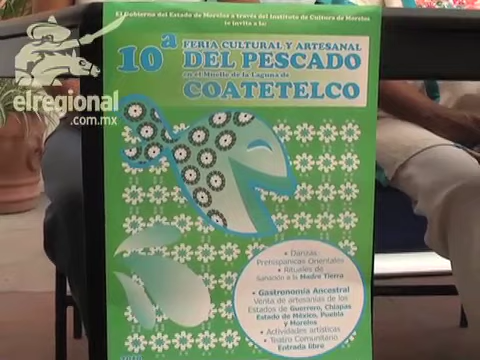 El Gobierno del Estado de Morelos a través del Instituto de Cultura de Morelos
te invita a la:
10a FERIA CULTURAL Y ARTESANAL
DEL PESCADO
en el Muelle de la Laguna de
COATETELCO
elregional
.com.mx
• Danzas
Prehispánicas Orientales
• Rituales de
Sanación a la Madre Tierra
• Gastronomía Ancestral
Venta de artesanías de los
Estados de Guerrero, Chiapas
Estado de México, Puebla
y Morelos
• Actividades artísticas
• Teatro Comunitario
Entrada libre